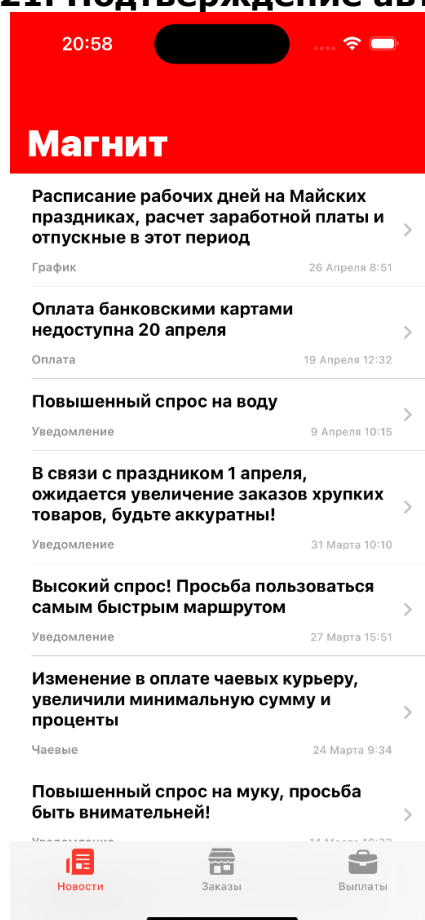 21. Подтверждение авт
20:58
Магнит
Расписание рабочих дней на Майских
праздниках, расчет заработной платы и
отпускные в этот период
График 26 Апреля 8:51
Оплата банковскими картами
недоступна 20 апреля
Оплата 19 Апреля 12:32
Повышенный спрос на воду
Уведомление 9 Апреля 10:15
В связи с праздником 1 апреля,
ожидается увеличение заказов хрупких
товаров, будьте аккуратны!
Уведомление 31 Марта 10:10
Высокий спрос! Просьба пользоваться
самым быстрым маршрутом
Уведомление 27 Марта 15:51
Изменение в оплате чаевых курьеру,
увеличили минимальную сумму и
проценты
Чаевые 24 Марта 9:34
Повышенный спрос на муку, просьба
быть внимательней!
Новости Заказы Выплаты